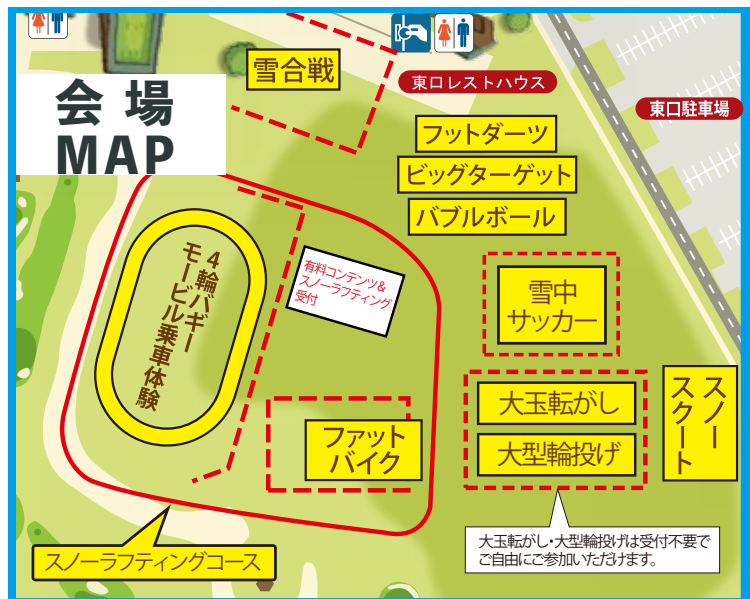 会場
MAP
雪合戦
東口レストハウス
東口駐車場
フットダーツ
ビッグターゲット
バブルボール
4輪バギー
モービル乗車体験
有料コンテンツ&
スノーラフティング
受付
雪中
サッカー
大玉転がし
大型輪投げ
スノー
スクート
ファット
バイク
大玉転がし・大型輪投げは受付不要で
ご自由にご参加いただけます。
スノーラフティングコース